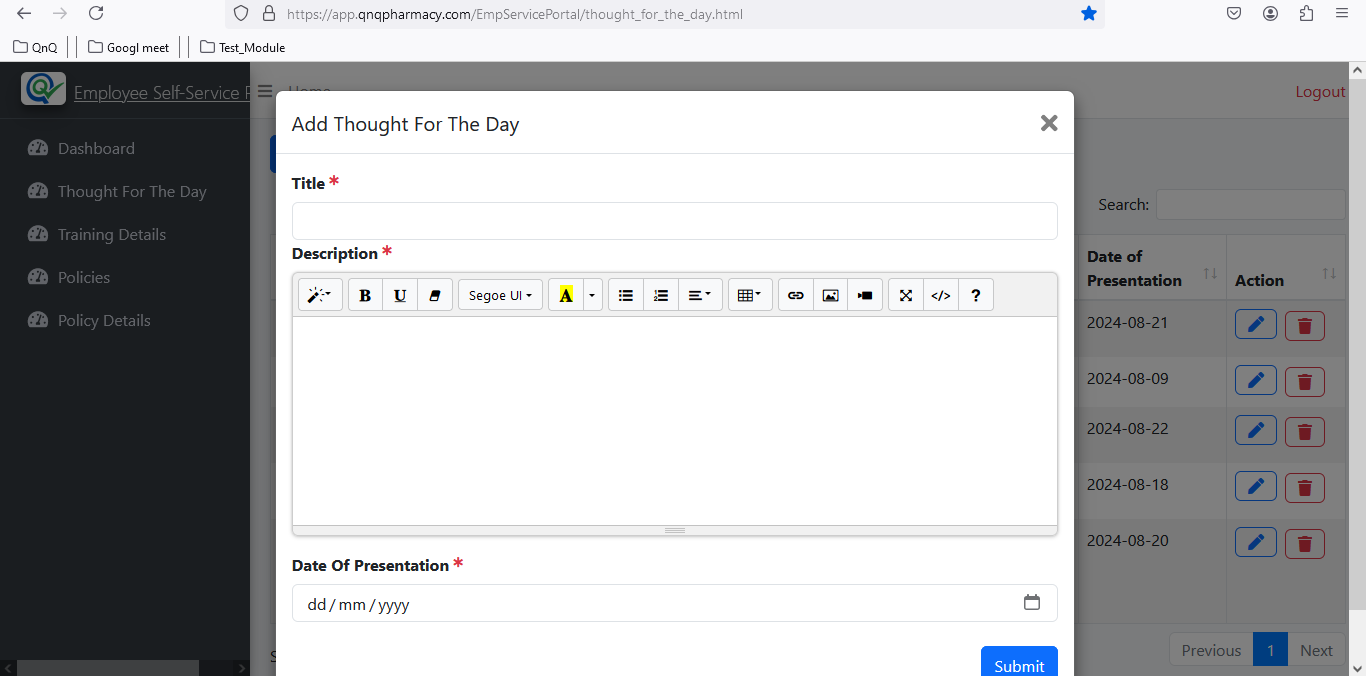 https://app.qnqpharmacy.com/EmpServicePortal/thought_for_the_day.html
QnQ
Googl meet
Test_Module
Employee Self-Service
Home
Logout
Dashboard
Thought For The Day
Training Details
Policies
Policy Details
Add Thought For The Day
Title *
Description *
B U Segoe UI A </> ?
Date Of Presentation *
dd / mm / yyyy
Submit
Search:
Date of
Presentation
Action
2024-08-21
2024-08-09
2024-08-22
2024-08-18
2024-08-20
Previous 1 Next